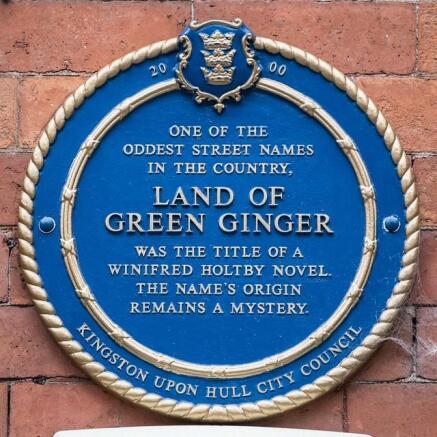 20 00
ONE OF THE
ODDEST STREET NAMES
IN THE COUNTRY,
LAND OF
GREEN GINGER
WAS THE TITLE OF A
WINIFRED HOLTBY NOVEL.
THE NAME'S ORIGIN
REMAINS A MYSTERY.
KINGSTON UPON HULL CITY COUNCIL